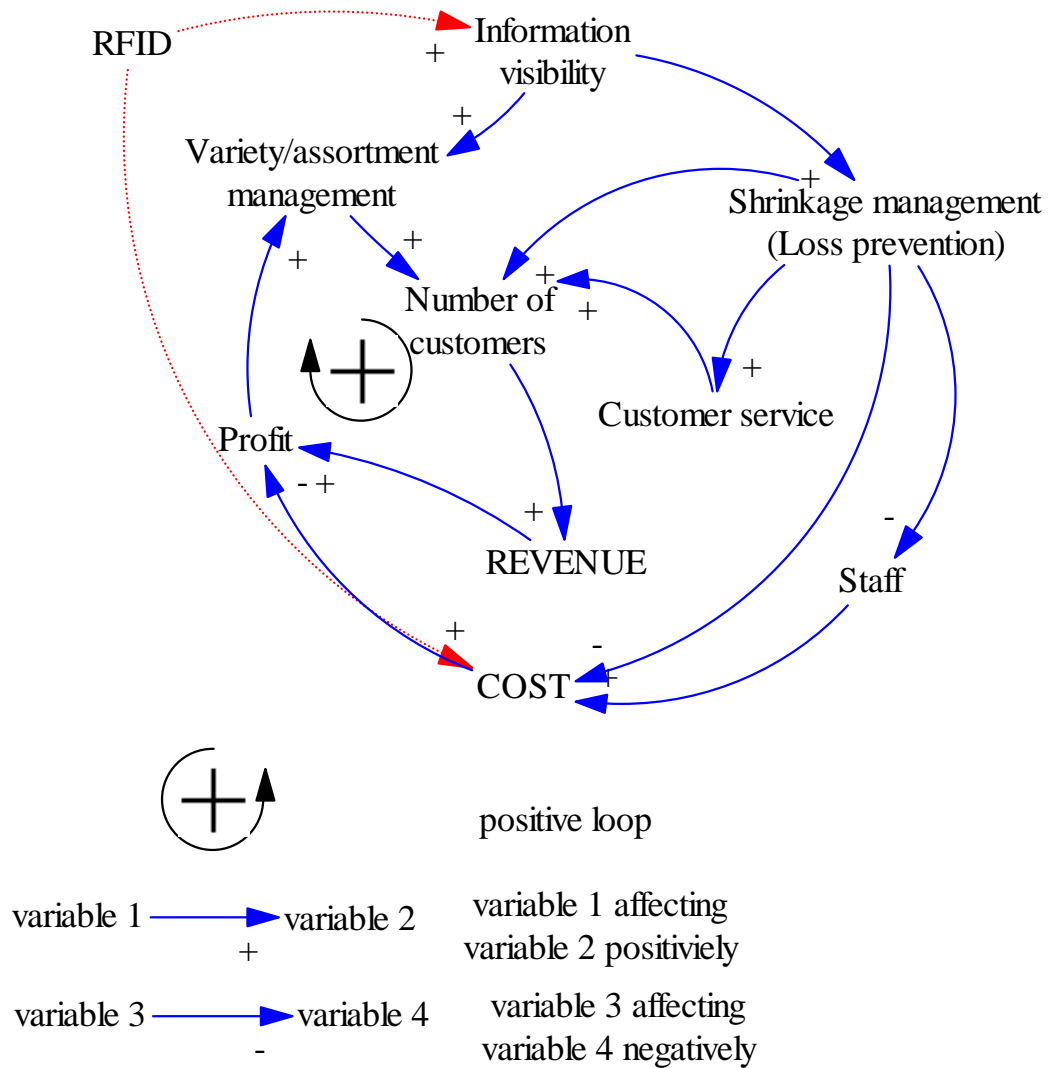 RFID
Information
visibility
+
+
Variety/assortment
management
+
Shrinkage management
(Loss prevention)
+
+
+
+
Number of
customers
+
Customer service
Profit
- +
+
REVENUE
-
Staff
+
-
+
COST
positive loop
variable 1
variable 2
+
variable 1 affecting
variable 2 positiviely
variable 3
variable 4
-
variable 3 affecting
variable 4 negatively